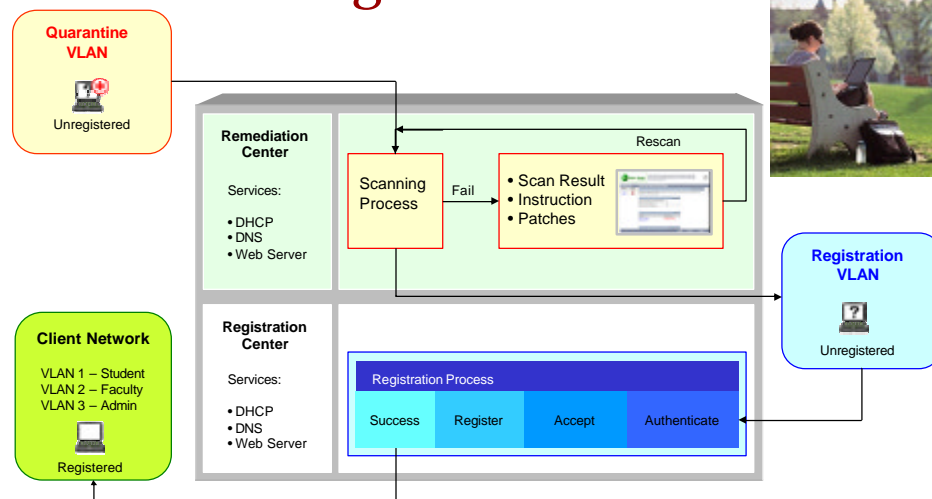 Quarantine
VLAN
Unregistered
Remediation
Center
Services:
• DHCP
• DNS
• Web Server
Scanning
Process
Fail
• Scan Result
• Instruction
• Patches
Rescan
Registration
VLAN
?
Unregistered
Client Network
VLAN 1 – Student
VLAN 2 – Faculty
VLAN 3 – Admin
Registered
Registration
Center
Services:
• DHCP
• DNS
• Web Server
Registration Process
Success
Register
Accept
Authenticate